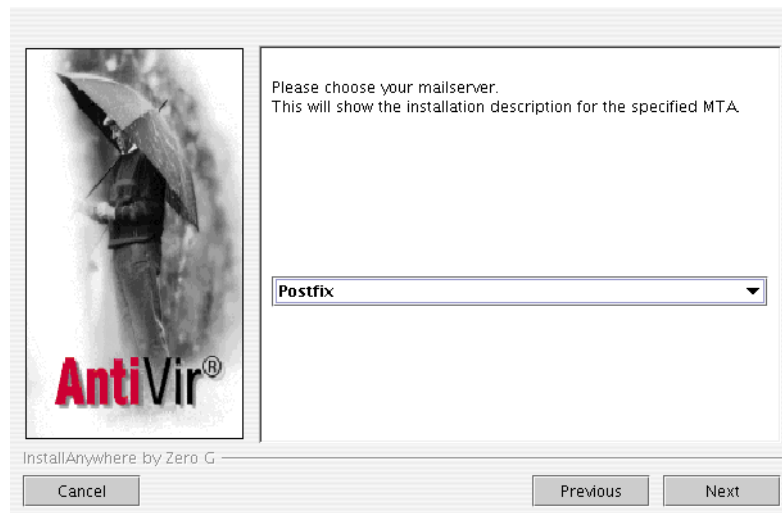 Please choose your mailserver.
This will show the installation description for the specified MTA.
Postfix
AntiVir®
InstallAnywhere by Zero G
Cancel
Previous
Next